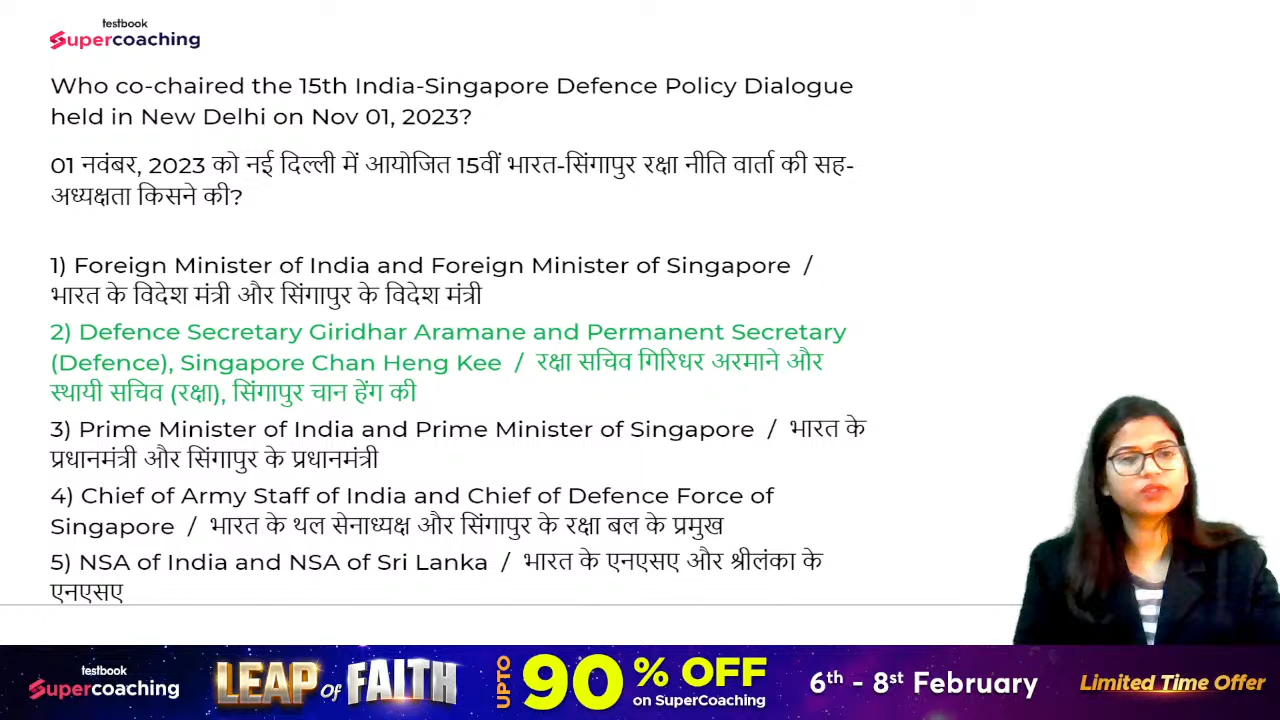 testbook
Supercoaching
Who co-chaired the 15th India-Singapore Defence Policy Dialogue
held in New Delhi on Nov 01, 2023?
01 नवंबर, 2023 को नई दिल्ली में आयोजित 15वीं भारत-सिंगापुर रक्षा नीति वार्ता की सह-
अध्यक्षता किसने की?
1) Foreign Minister of India and Foreign Minister of Singapore /
भारत के विदेश मंत्री और सिंगापुर के विदेश मंत्री
2) Defence Secretary Giridhar Aramane and Permanent Secretary
(Defence), Singapore Chan Heng Kee / रक्षा सचिव गिरिधर अरमाने और
स्थायी सचिव (रक्षा), सिंगापुर चान हेंग की
3) Prime Minister of India and Prime Minister of Singapore / भारत के
प्रधानमंत्री और सिंगापुर के प्रधानमंत्री
4) Chief of Army Staff of India and Chief of Defence Force of
Singapore / भारत के थल सेनाध्यक्ष और सिंगापुर के रक्षा बल के प्रमुख
5) NSA of India and NSA of Sri Lanka / भारत के एनएसए और श्रीलंका के
एनएसए
testbook
Supercoaching
LEAP of FAITH
UPTO 90% OFF
on SuperCoaching
6th - 8st February
Limited Time Offer